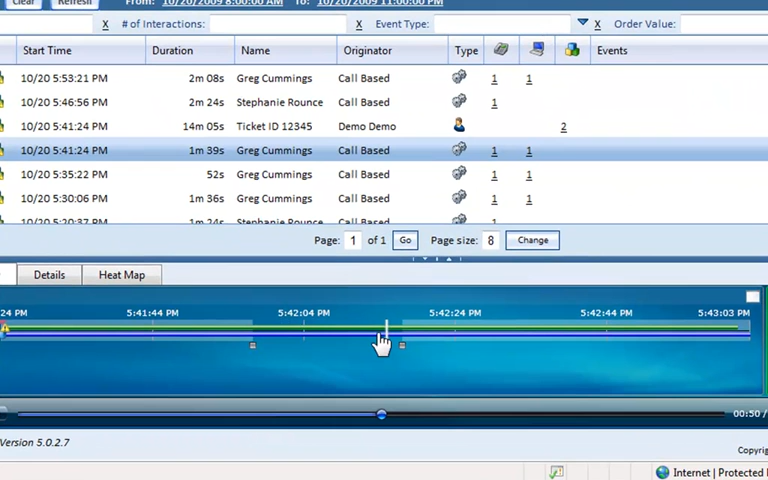 Clear Refresh From: 10/20/2009 8:00:00 AM To: 10/20/2009 11:00:00 PM
X # of Interactions: X Event Type: X Order Value:
Start Time Duration Name Originator Type Events
10/20 5:53:21 PM 2m 08s Greg Cummings Call Based 1 1
10/20 5:46:56 PM 2m 24s Stephanie Rounce Call Based 1
10/20 5:41:24 PM 14m 05s Ticket ID 12345 Demo Demo 2
10/20 5:41:24 PM 1m 39s Greg Cummings Call Based 1 1
10/20 5:35:22 PM 52s Greg Cummings Call Based 1 1
10/20 5:30:06 PM 1m 36s Greg Cummings Call Based 1 1
10/20 5:20:37 PM 1m 24s Stephanie Rounce Call Based 1
Page: 1 of 1 Go Page size: 8 Change
Details Heat Map
24 PM 5:41:44 PM 5:42:04 PM 5:42:24 PM 5:42:44 PM 5:43:03 PM
00:50 /
Version 5.0.2.7
Copyrig
Internet | Protected